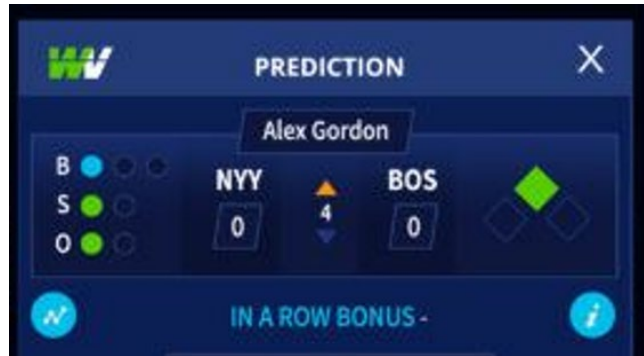 WV PREDICTION X
Alex Gordon
B
S
O
NYY
0
4
BOS
0
IN A ROW BONUS -
i